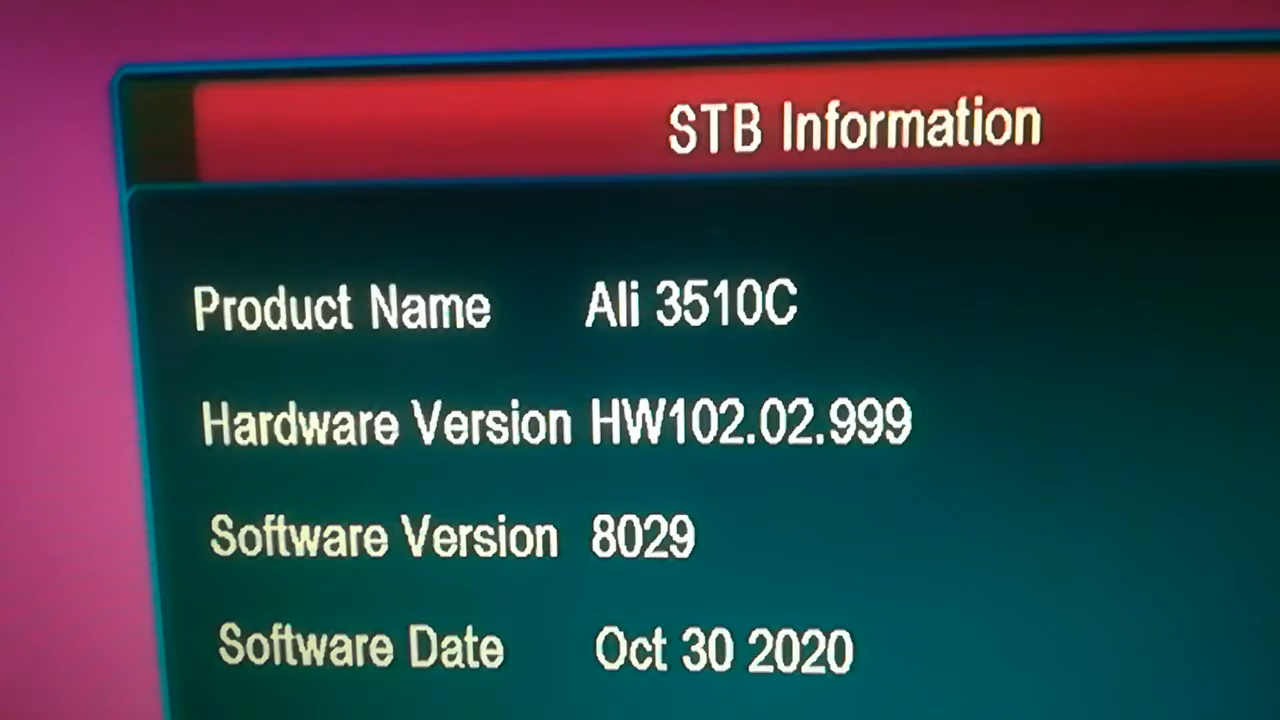 STB Information
Product Name Ali 3510C
Hardware Version HW102.02.999
Software Version 8029
Software Date Oct 30 2020